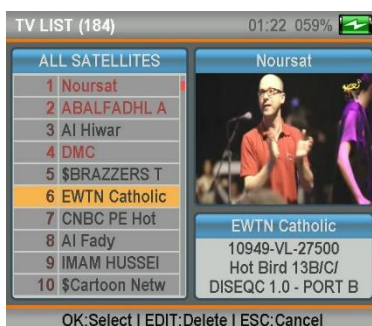 TV LIST (184)
01:22 059%
ALL SATELLITES
1 Noursat
2 ABALFADHL A
3 Al Hiwar
4 DMC
5 $BRAZZERS T
6 EWTN Catholic
7 CNBC PE Hot
8 Al Fady
9 IMAM HUSSEI
10 $Cartoon Netw
Noursat
EWTN Catholic
10949-VL-27500
Hot Bird 13B/C/
DISEQC 1.0 - PORT B
OK:Select | EDIT:Delete | ESC:Cancel